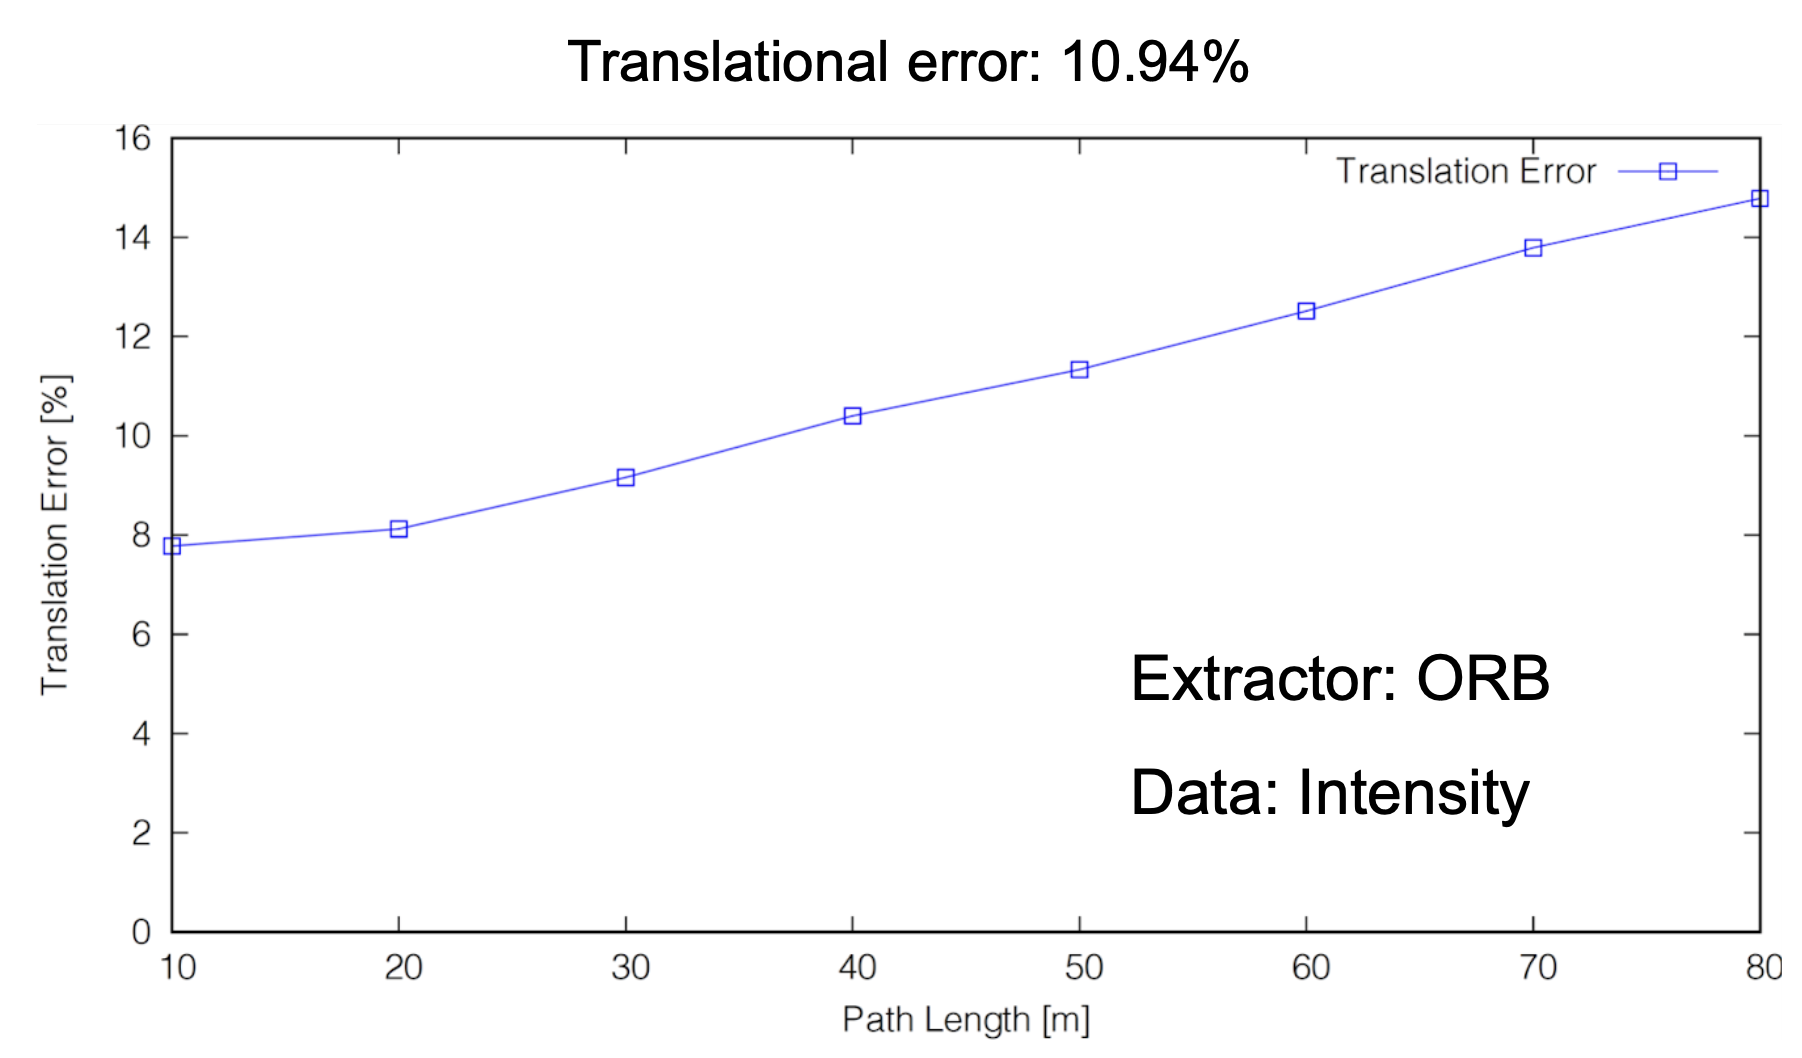 Translational error: 10.94%
16
Translation Error
14
12
10
8
6
4
2
0
Translation Error [%]
Extractor: ORB
Data: Intensity
10 20 30 40 50 60 70 80
Path Length [m]